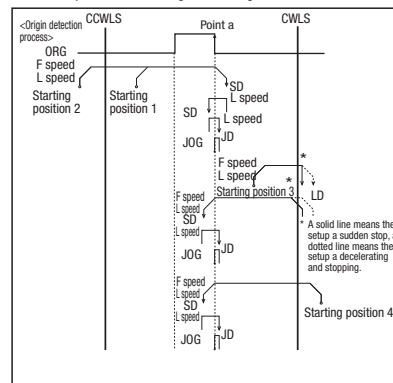 <Origin detection
process>
CCWLS
Point a
CWLS
ORG
F speed
L speed
Starting
position 2
Starting
position 1
SD
L speed
SD
L speed
JOG
JD
F speed
L speed
*
*
Starting position 3
LD
F speed
L speed
SD
L speed
JOG
JD
* A solid line means the
setup a sudden stop, a
dotted line means the
setup a decelerating
and stopping.
F speed
L speed
SD
L speed
JOG
JD
Starting position 4